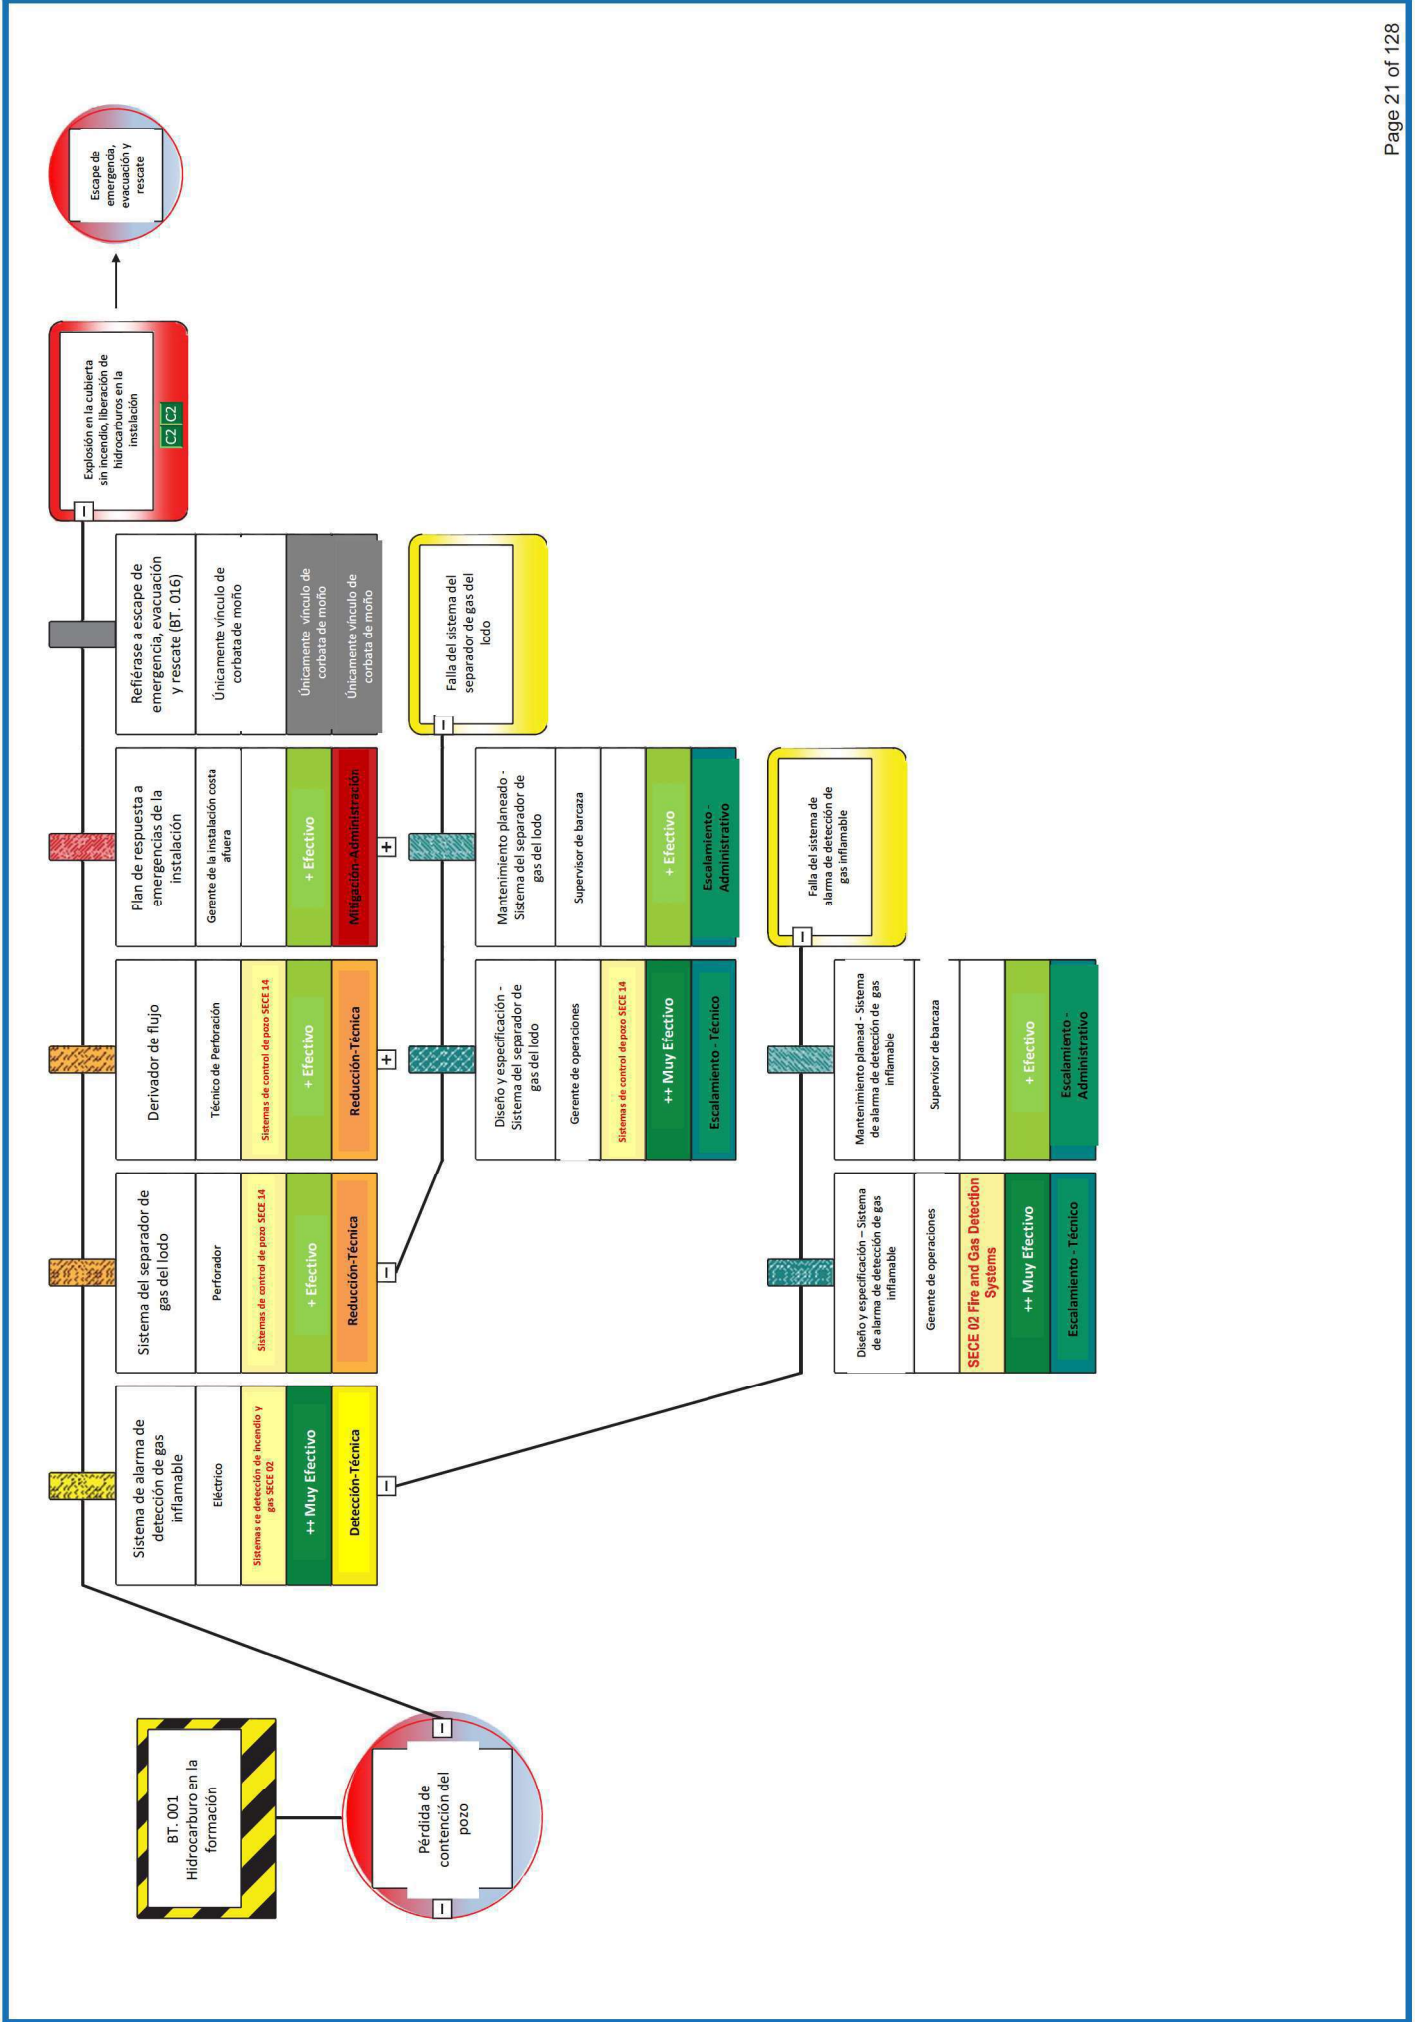 BT. 001
Hidrocarburo en la
formación
Pérdida de
contención del
pozo
Sistema de alarma de
detección de gas
inflamable
Eléctrico
Sistemas ce detección de incendio y
gas SECE 02
++ Muy Efectivo
Detección-Técnica
Sistema del separador de
gas del lodo
Perforador
Sistemas de control de pozo SECE 14
+ Efectivo
Reducción-Técnica
Derivador de flujo
Técnico de Perforación
Sistemas de control depozo SECE 14
+ Efectivo
Reducción-Técnica
Plan de respuesta a
emergencias de la
instalación
Gerente de la instalación costa
afuera
+ Efectivo
Mitigación-Administración
Refiérase a escape de
emergencia, evacuación
y rescate (BT. 016)
Únicamente vínculo de
corbata de moño
Únicamente vínculo de
corbata de moño
Únicamente vínculo de
corbata de moño
Explosión en la cubierta
sin incendio, liberación de
hidrocarburos en la
instalación
C2 C2
Escape de
emergencia,
evacuación y
rescate
Diseño y especificación -
Sistema del separador de
gas del lodo
Gerente de operaciones
Sistemas de control depozo SECE 14
++ Muy Efectivo
Escalamiento - Técnico
Mantenimiento planeado -
Sistema del separador de
gas del lodo
Supervisor de barcaza
+ Efectivo
Escalamiento -
Administrativo
Falla del sistema del
separador de gas del
lodo
Diseño y especificación – Sistema
de alarma de detección de gas
inflamable
Gerente de operaciones
SECE 02 Fire and Gas Detection
Systems
++ Muy Efectivo
Escalamiento - Técnico
Mantenimiento planead - Sistema
de alarma de detección de gas
inflamable
Supervisor de barcaza
+ Efectivo
Escalamiento -
Administrativo
Falla del sistema de
alarma de detección de
gas inflamable
Page 21 of 128